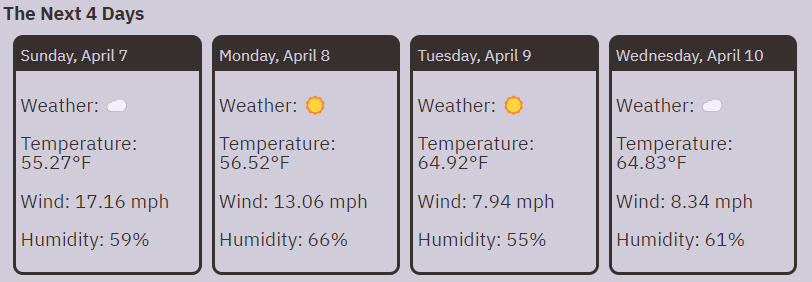 The Next 4 Days
Sunday, April 7
Weather:
Temperature:
55.27°F
Wind: 17.16 mph
Humidity: 59%
Monday, April 8
Weather:
Temperature:
56.52°F
Wind: 13.06 mph
Humidity: 66%
Tuesday, April 9
Weather:
Temperature:
64.92°F
Wind: 7.94 mph
Humidity: 55%
Wednesday, April 10
Weather:
Temperature:
64.83°F
Wind: 8.34 mph
Humidity: 61%